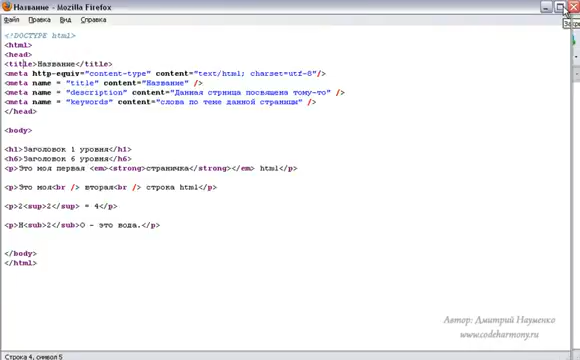 Название - Mozilla Firefox
Файл Правка Вид Справка
<!DOCTYPE html>
<html>
<head>
<title>Название</title>
<meta http-equiv="content-type" content="text/html; charset=utf-8"/>
<meta name = "title" content="Название" />
<meta name = "description" content="Данная стрница посвящена тому-то" />
<meta name = "keywords" content="слова по теме данной страницы" />
</head>
<body>
<h1>Заголовок 1 уровня</h1>
<h6>Заголовок 6 уровня</h6>
<p>Это моя первая <em><strong>страничка</strong></em> html</p>
<p>Это моя<br /> вторая<br /> строка html</p>
<p>2<sup>2</sup> = 4</p>
<p>H<sub>2</sub>O - это вода.</p>
</body>
</html>
Автор: Дмитрий Науменко
www.codeharmony.ru
Строка 4, символ 5